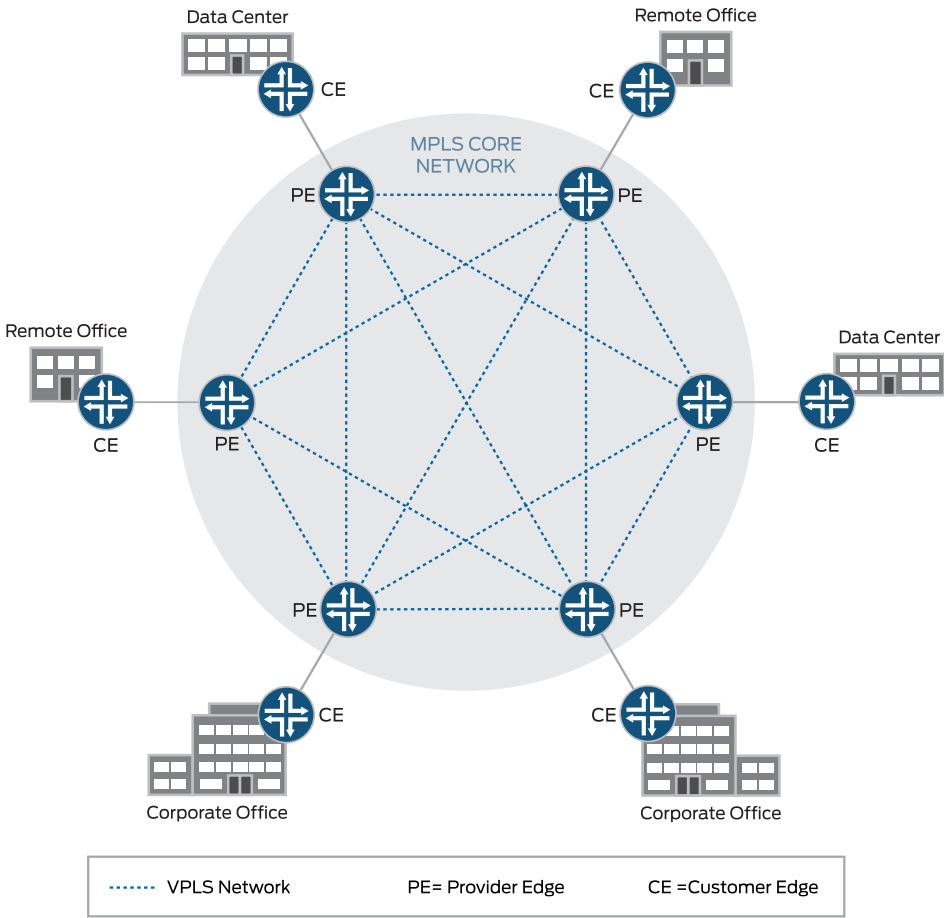 Data Center
Remote Office
CE
CE
MPLS CORE
NETWORK
PE
PE
Remote Office
Data Center
CE
PE
PE
CE
PE
PE
CE
CE
Corporate Office
Corporate Office
VPLS Network
PE= Provider Edge
CE =Customer Edge